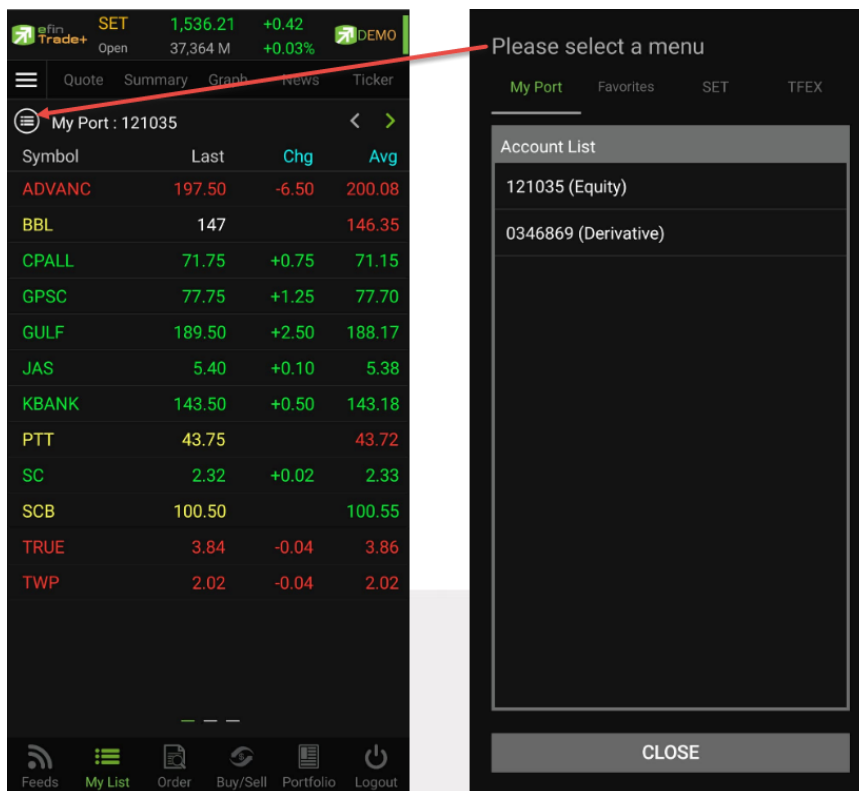 efin Trade+ SET 1,536.21 +0.42 DEMO
Open 37,364 M +0.03%
Quote Summary Graph News Ticker
My Port : 121035 < >
Symbol Last Chg Avg
ADVANC 197.50 -6.50 200.08
BBL 147 146.35
CPALL 71.75 +0.75 71.15
GPSC 77.75 +1.25 77.70
GULF 189.50 +2.50 188.17
JAS 5.40 +0.10 5.38
KBANK 143.50 +0.50 143.18
PTT 43.75 43.72
SC 2.32 +0.02 2.33
SCB 100.50 100.55
TRUE 3.84 -0.04 3.86
TWP 2.02 -0.04 2.02
Feeds My List Order Buy/Sell Portfolio Logout
Please select a menu
My Port Favorites SET TFEX
Account List
121035 (Equity)
0346869 (Derivative)
CLOSE